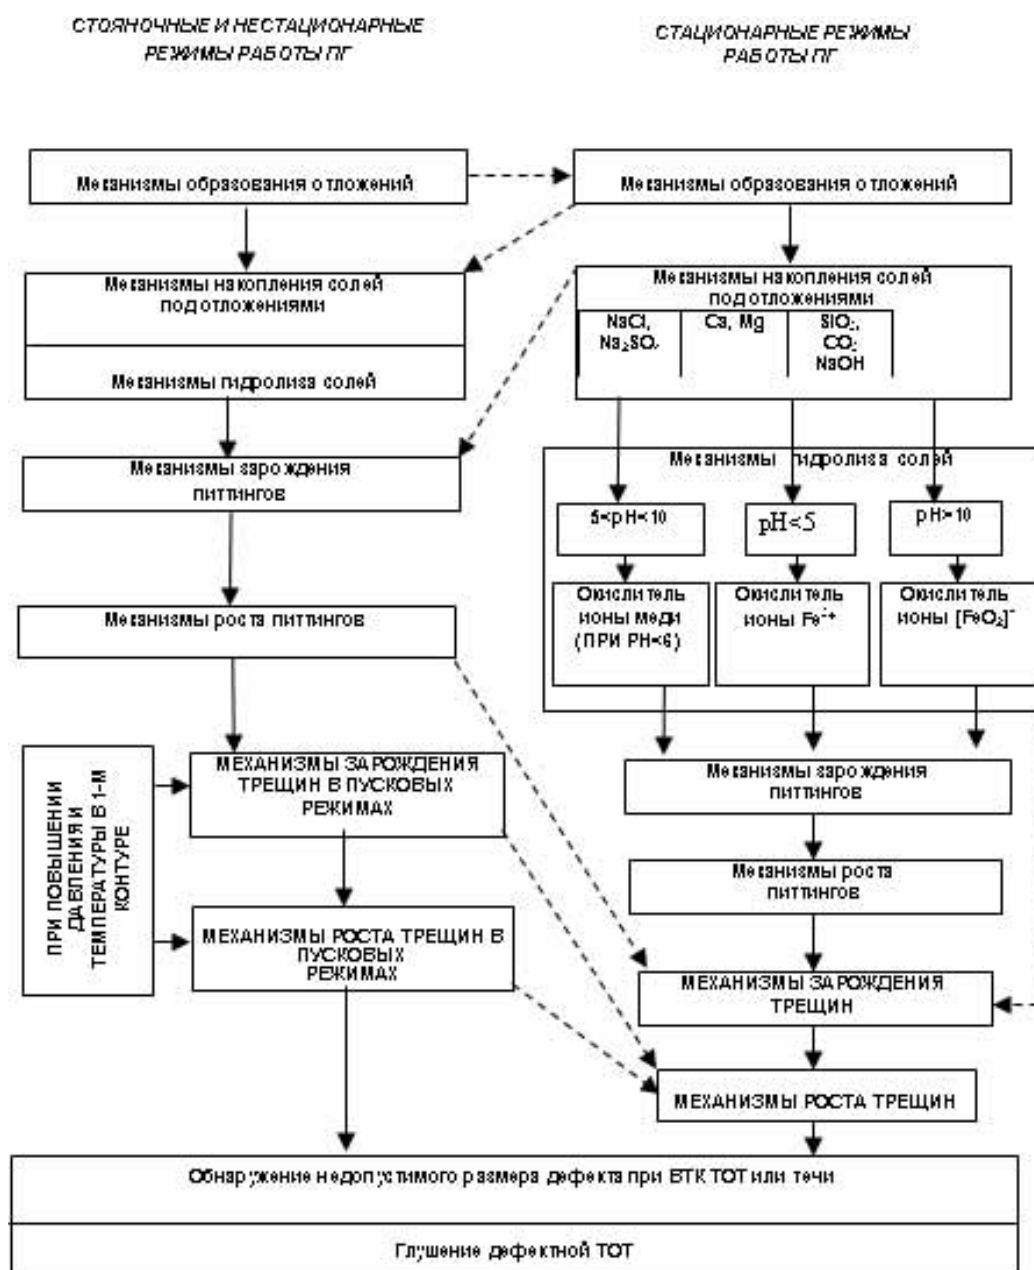 СТОЯНОЧНЫЕ И НЕСТАЦИОНАРНЫЕ
РЕЖИМЫ РАБОТЫ ПГ
СТАЦИОНАРНЫЕ РЕЖИМЫ
РАБОТЫ ПГ
Механизмы образования отложений
Механизмы образования отложений
Механизмы накопления солей
под отложениями
Механизмы гидролиза солей
Механизмы накопления солей
под отложениями
NaCl,
Na₂SO₄
Ca, Mg
SiO₂,
CO₂
NaOH
Механизмы зарождения
питтингов
Механизмы гидролиза солей
5<pH<10
pH<5
pH>10
Механизмы роста питтингов
Окислитель
ионы меди
(ПРИ PH<6)
Окислитель
ионы Fe²⁺
Окислитель
ионы [FeO₂]⁻
ПРИ ПОВЫШЕНИИ
ДАВЛЕНИЯ И
ТЕМПЕРАТУРЫ В 1-М
КОНТУРЕ
МЕХАНИЗМЫ ЗАРОЖДЕНИЯ
ТРЕЩИН В ПУСКОВЫХ
РЕЖИМАХ
Механизмы зарождения
питтингов
Механизмы роста
питтингов
МЕХАНИЗМЫ РОСТА ТРЕЩИН В
ПУСКОВЫХ
РЕЖИМАХ
МЕХАНИЗМЫ ЗАРОЖДЕНИЯ
ТРЕЩИН
МЕХАНИЗМЫ РОСТА ТРЕЩИН
Обнаружение недопустимого размера дефекта при ВТК ТОТ или течи
Глушение дефектной ТОТ